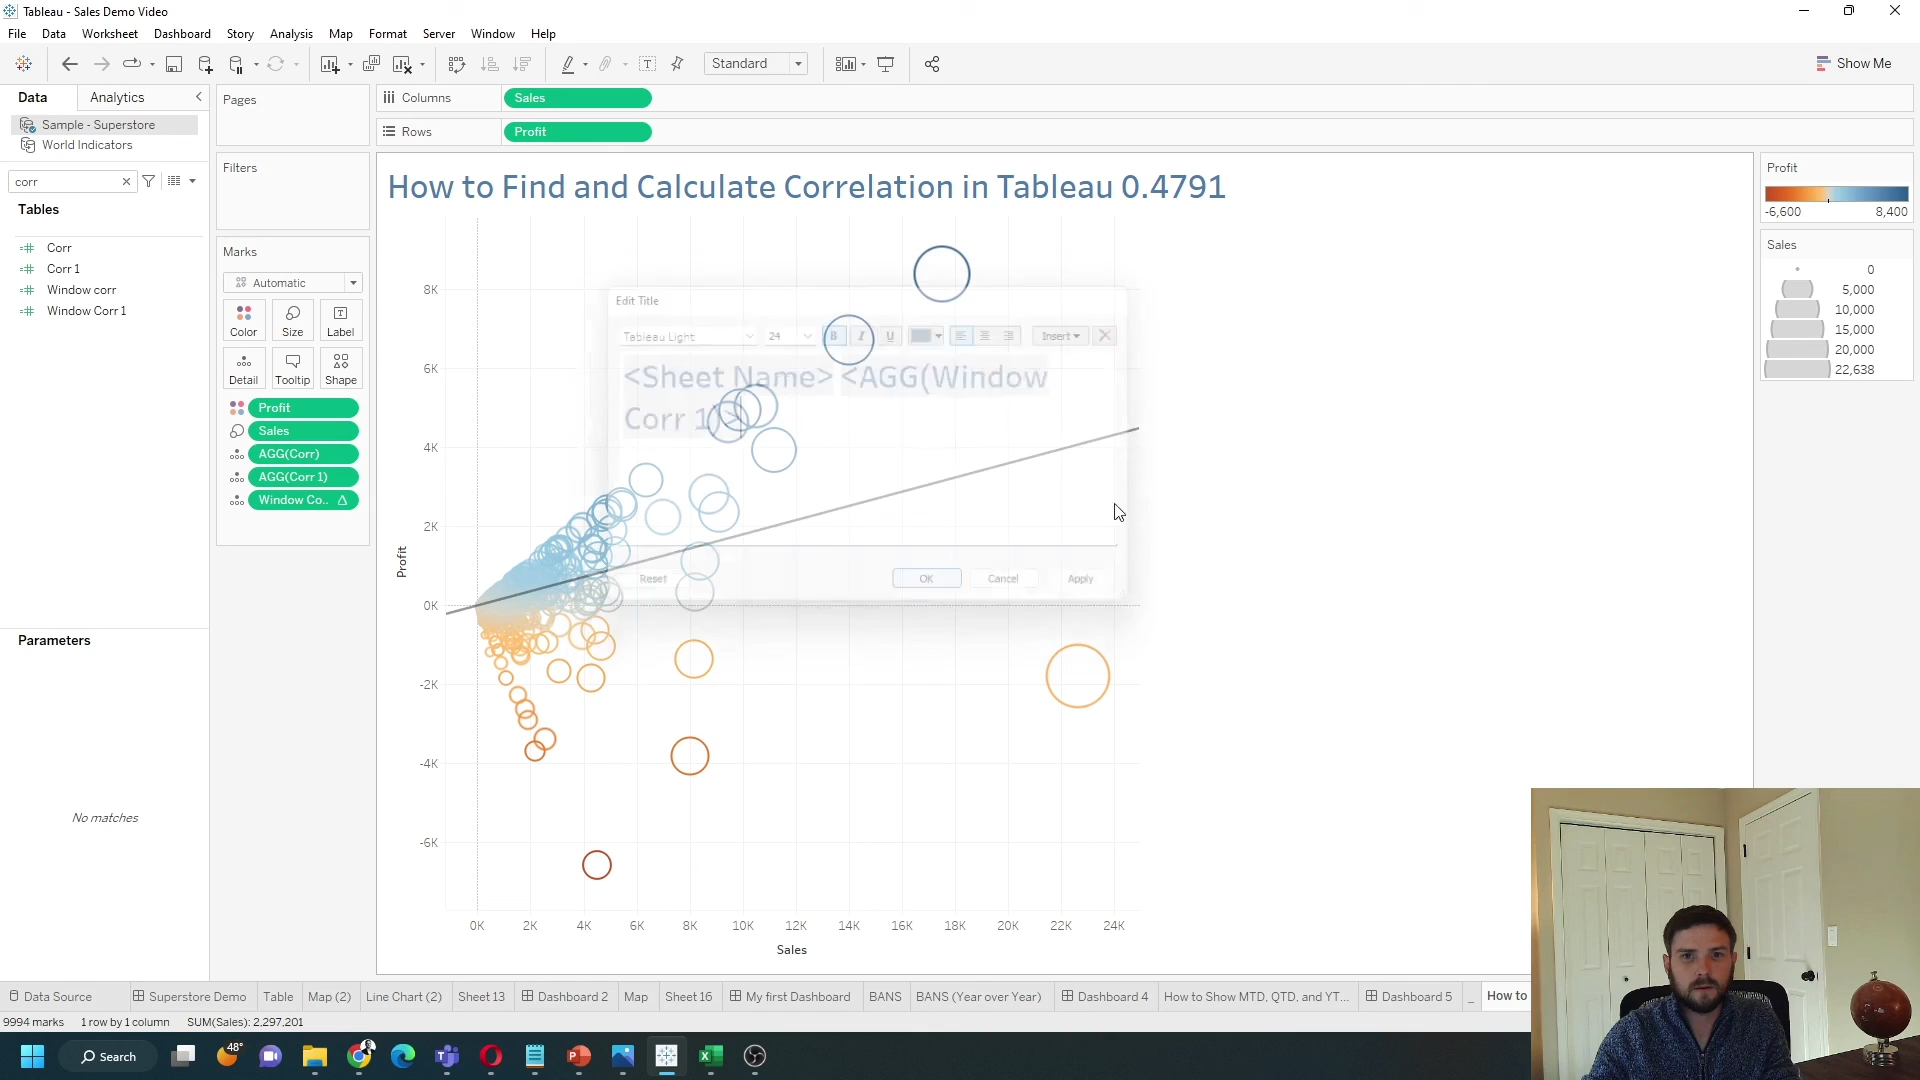 Tableau - Sales Demo Video
File Data Worksheet Dashboard Story Analysis Map Format Server Window Help
Standard
Show Me
Data Analytics
Sample - Superstore
World Indicators
corr
Tables
Corr
Corr 1
Window corr
Window Corr 1
Parameters
No matches
Pages
Filters
Marks
Automatic
Color Size Label
Detail Tooltip Shape
Profit
Sales
AGG(Corr)
AGG(Corr 1)
Window Co..
Columns Sales
Rows Profit
How to Find and Calculate Correlation in Tableau 0.4791
8K
6K
4K
2K
0K
-2K
-4K
-6K
Profit
0K 2K 4K 6K 8K 10K 12K 14K 16K 18K 20K 22K 24K
Sales
Edit Title
Tableau Light 24 B I U Insert
<Sheet Name> <AGG(Window
Corr 1)>
Reset OK Cancel Apply
Profit
-6,600 8,400
Sales
0
5,000
10,000
15,000
20,000
22,638
Data Source Superstore Demo Table Map (2) Line Chart (2) Sheet 13 Dashboard 2 Map Sheet 16 My first Dashboard BANS BANS (Year over Year) Dashboard 4 How to Show MTD, QTD, and YT... Dashboard 5 How to
9994 marks 1 row by 1 column SUM(Sales): 2,297,201
Search
48°